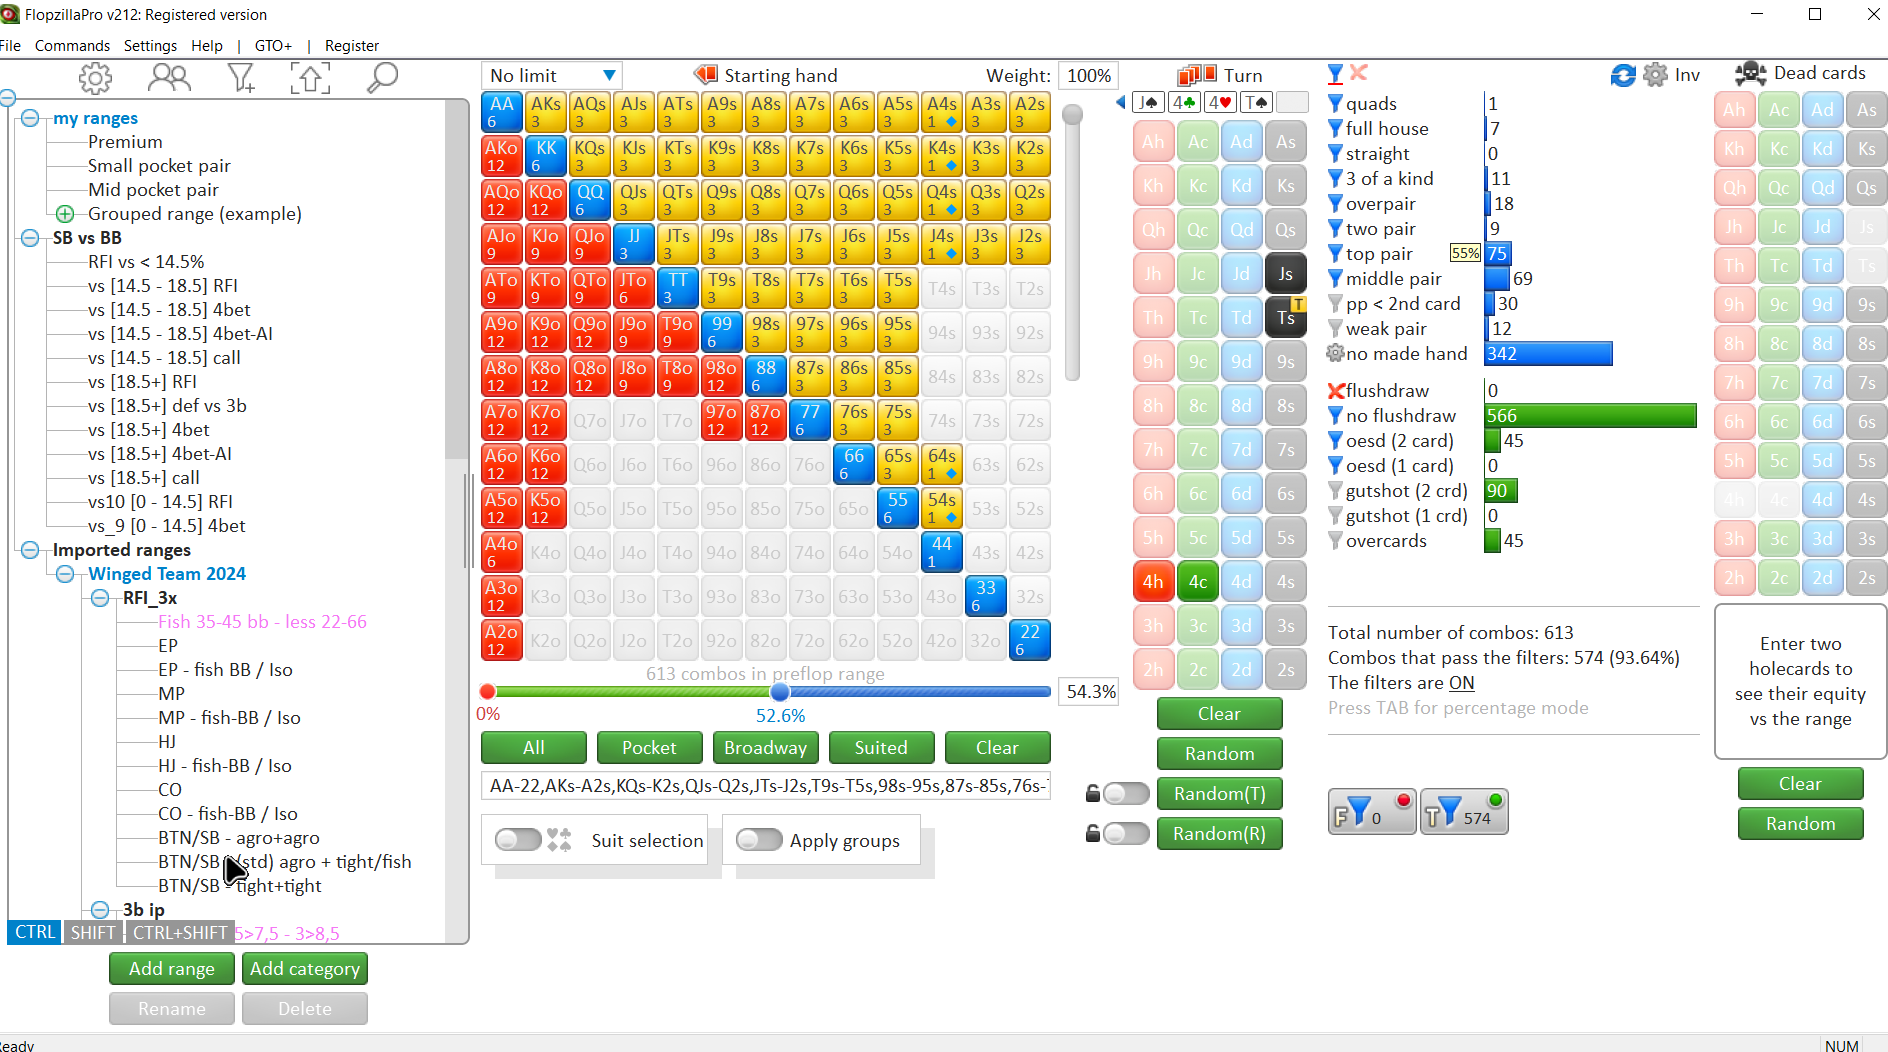 FlopzillaPro v212: Registered version
File Commands Settings Help | GTO+ | Register
my ranges
Premium
Small pocket pair
Mid pocket pair
Grouped range (example)
SB vs BB
RFI vs < 14.5%
vs [14.5 - 18.5] RFI
vs [14.5 - 18.5] 4bet
vs [14.5 - 18.5] 4bet-AI
vs [14.5 - 18.5] call
vs [18.5+] RFI
vs [18.5+] def vs 3b
vs [18.5+] 4bet
vs [18.5+] 4bet-AI
vs [18.5+] call
vs10 [0 - 14.5] RFI
vs_9 [0 - 14.5] 4bet
Imported ranges
Winged Team 2024
RFI_3x
Fish 35-45 bb - less 22-66
EP
EP - fish BB / Iso
MP
MP - fish-BB / Iso
HJ
HJ - fish-BB / Iso
CO
CO - fish-BB / Iso
BTN/SB - agro+agro
BTN/SB (std) agro + tight/fish
BTN/SB - tight+tight
3b ip
CTRL SHIFT CTRL+SHIFT 5>7,5 - 3>8,5
Add range Add category
Rename Delete
No limit Starting hand Weight: 100%
AA AKs AQs AJs ATs A9s A8s A7s A6s A5s A4s A3s A2s
6 3 3 3 3 3 3 3 3 3 1 3 3
AKo KK KQs KJs KTs K9s K8s K7s K6s K5s K4s K3s K2s
12 6 3 3 3 3 3 3 3 3 1 3 3
AQo KQo QQ QJs QTs Q9s Q8s Q7s Q6s Q5s Q4s Q3s Q2s
12 12 6 3 3 3 3 3 3 3 1 3 3
AJo KJo QJo JJ JTs J9s J8s J7s J6s J5s J4s J3s J2s
9 9 9 3 3 3 3 3 3 3 1 3 3
ATo KTo QTo JTo TT T9s T8s T7s T6s T5s T4s T3s T2s
9 9 9 6 3 3 3 3 3 3
A9o K9o Q9o J9o T9o 99 98s 97s 96s 95s 94s 93s 92s
12 12 12 9 9 6 3 3 3 3
A8o K8o Q8o J8o T8o 98o 88 87s 86s 85s 84s 83s 82s
12 12 12 9 9 12 6 3 3 3
A7o K7o Q7o J7o T7o 97o 87o 77 76s 75s 74s 73s 72s
12 12 12 12 6 3 3
A6o K6o Q6o J6o T6o 96o 86o 76o 66 65s 64s 63s 62s
12 12 6 3 1
A5o K5o Q5o J5o T5o 95o 85o 75o 65o 55 54s 53s 52s
12 12 6 1
A4o K4o Q4o J4o T4o 94o 84o 74o 64o 54o 44 43s 42s
6 1
A3o K3o Q3o J3o T3o 93o 83o 73o 63o 53o 43o 33 32s
12 6
A2o K2o Q2o J2o T2o 92o 82o 72o 62o 52o 42o 32o 22
12 6
613 combos in preflop range
54.3%
0% 52.6%
All Pocket Broadway Suited Clear
AA-22,AKs-A2s,KQs-K2s,QJs-Q2s,JTs-J2s,T9s-T5s,98s-95s,87s-85s,76s-
Suit selection Apply groups
Turn
J♠ 4♣ 4♥ T♠
Ah Ac Ad As
Kh Kc Kd Ks
Qh Qc Qd Qs
Jh Jc Jd Js
Th Tc Td Ts T
9h 9c 9d 9s
8h 8c 8d 8s
7h 7c 7d 7s
6h 6c 6d 6s
5h 5c 5d 5s
4h 4c 4d 4s
3h 3c 3d 3s
2h 2c 2d 2s
Clear
Random
Random(T)
Random(R)
Inv
quads 1
full house 7
straight 0
3 of a kind 11
overpair 18
two pair 9
top pair 55% 75
middle pair 69
pp < 2nd card 30
weak pair 12
no made hand 342
flushdraw 0
no flushdraw 566
oesd (2 card) 45
oesd (1 card) 0
gutshot (2 crd) 90
gutshot (1 crd) 0
overcards 45
Total number of combos: 613
Combos that pass the filters: 574 (93.64%)
The filters are ON
Press TAB for percentage mode
F 0 T 574
Dead cards
Ah Ac Ad As
Kh Kc Kd Ks
Qh Qc Qd Qs
Jh Jc Jd Js
Th Tc Td Ts
9h 9c 9d 9s
8h 8c 8d 8s
7h 7c 7d 7s
6h 6c 6d 6s
5h 5c 5d 5s
4h 4c 4d 4s
3h 3c 3d 3s
2h 2c 2d 2s
Enter two
holecards to
see their equity
vs the range
Clear
Random
Ready NUM